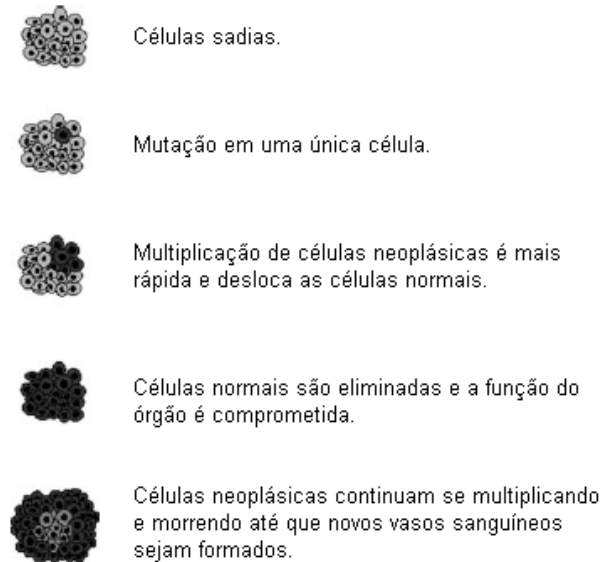 Células sadias.
Mutação em uma única célula.
Multiplicação de células neoplásicas é mais
rápida e desloca as células normais.
Células normais são eliminadas e a função do
órgão é comprometida.
Células neoplásicas continuam se multiplicando
e morrendo até que novos vasos sanguíneos
sejam formados.